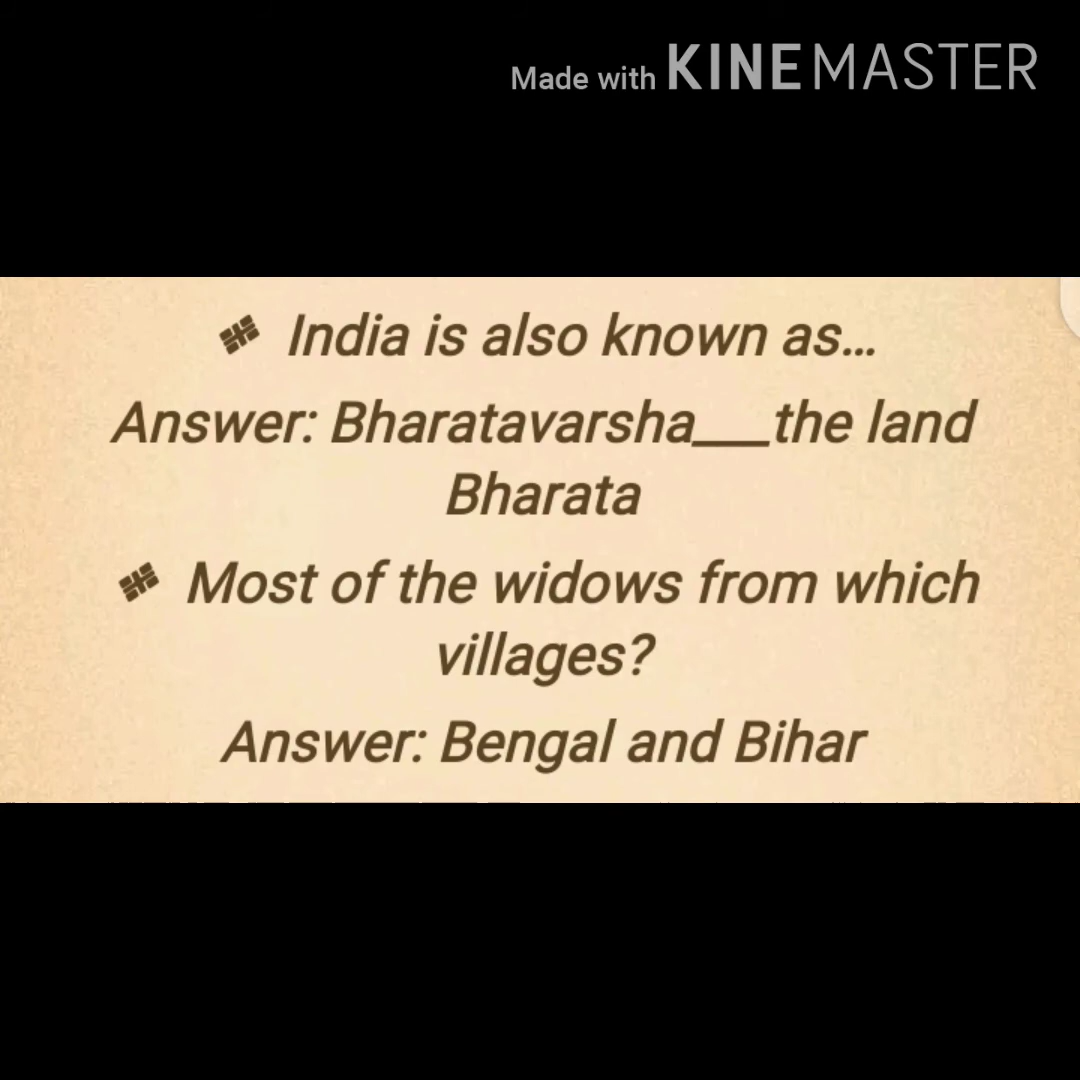 Made with KINEMASTER
❖ India is also known as...
Answer: Bharatavarsha___the land
Bharata
❖ Most of the widows from which
villages?
Answer: Bengal and Bihar